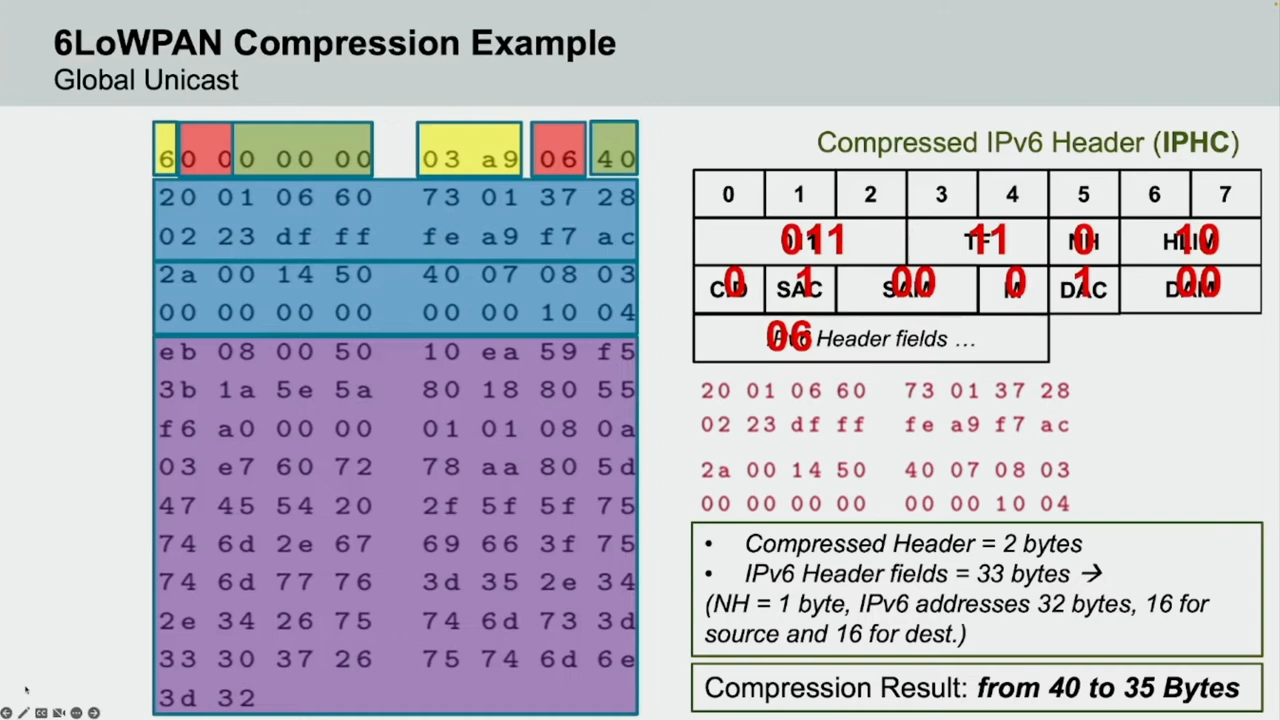 6LoWPAN Compression Example
Global Unicast
60 00 00 00 03 a9 06 40
20 01 06 60 73 01 37 28
02 23 df ff fe a9 f7 ac
2a 00 14 50 40 07 08 03
00 00 00 00 00 00 10 04
eb 08 00 50 10 ea 59 f5
3b 1a 5e 5a 80 18 80 55
f6 a0 00 00 01 01 08 0a
03 e7 60 72 78 aa 80 5d
47 45 54 20 2f 5f 5f 75
74 6d 2e 67 69 66 3f 75
74 6d 77 76 3d 35 2e 34
2e 34 26 75 74 6d 73 3d
33 30 37 26 75 74 6d 6e
3d 32
Compressed IPv6 Header (IPHC)
0 1 2 3 4 5 6 7
011 11 0 10
0 1 00 0 1 00
SAC DAC
06 Header fields …
20 01 06 60 73 01 37 28
02 23 df ff fe a9 f7 ac
2a 00 14 50 40 07 08 03
00 00 00 00 00 00 10 04
• Compressed Header = 2 bytes
• IPv6 Header fields = 33 bytes →
(NH = 1 byte, IPv6 addresses 32 bytes, 16 for
source and 16 for dest.)
Compression Result: from 40 to 35 Bytes